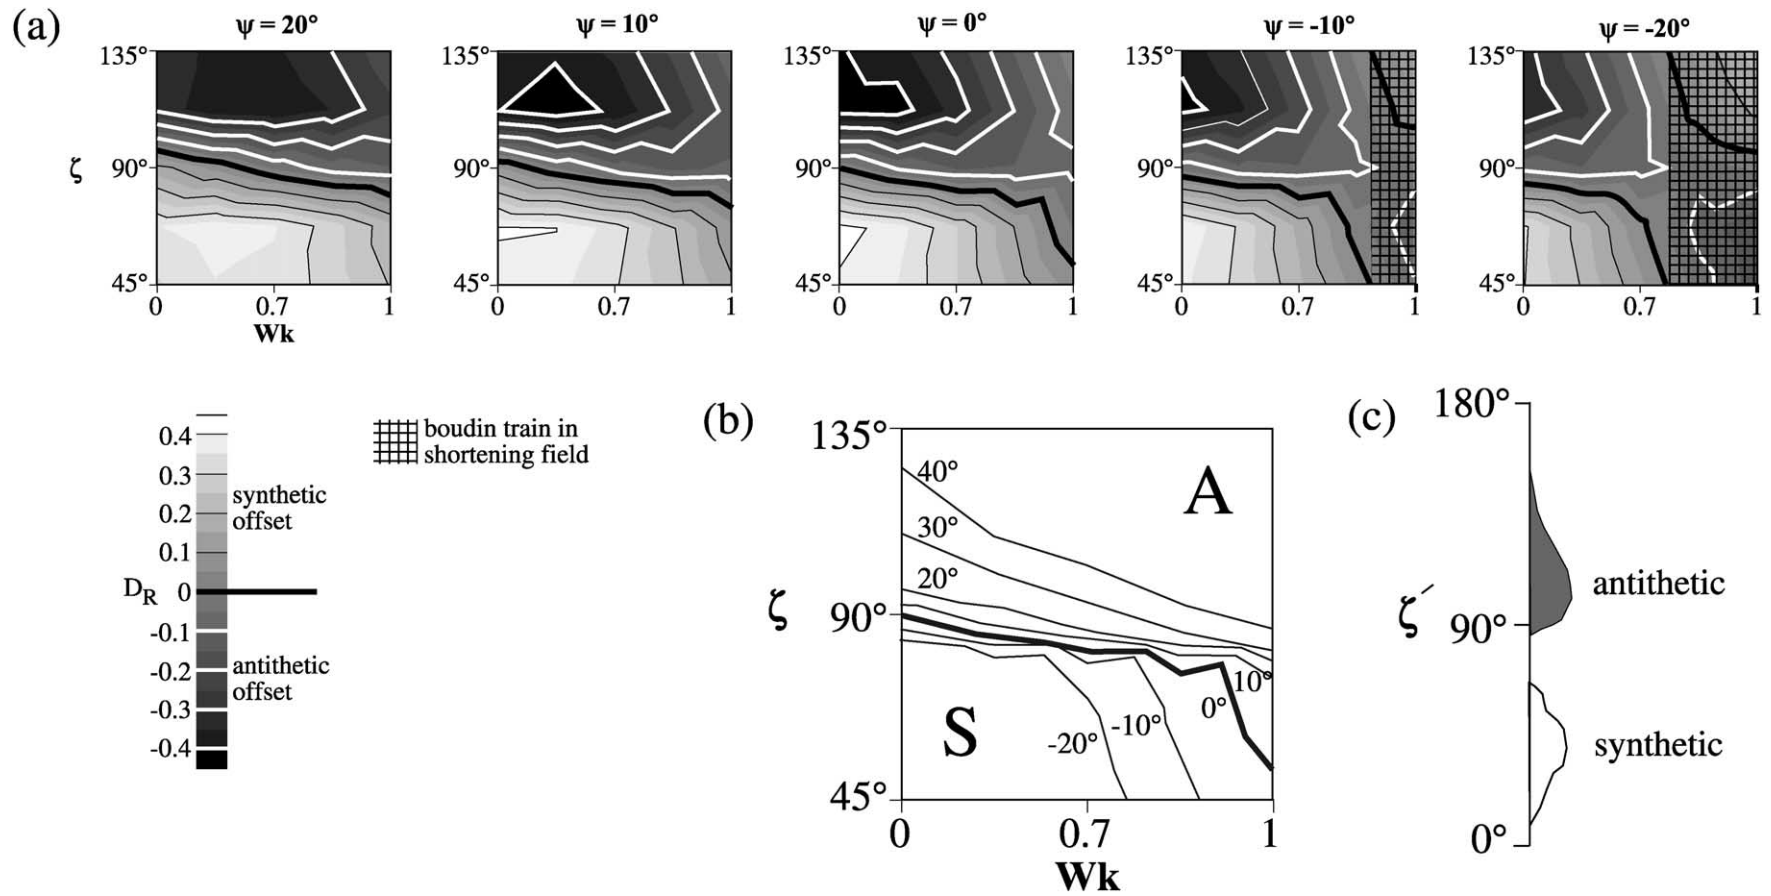 (a)
ψ = 20°
ψ = 10°
ψ = 0°
ψ = -10°
ψ = -20°
135°
135°
135°
135°
135°
ζ
90°
90°
90°
90°
90°
45°
45°
45°
45°
45°
0
0.7
1
0
0.7
1
0
0.7
1
0
0.7
1
0
0.7
1
Wk
0.4
0.3
0.2
0.1
D_R 0
-0.1
-0.2
-0.3
-0.4
synthetic
offset
antithetic
offset
boudin train in
shortening field
(b)
135°
ζ
90°
45°
40°
30°
20°
10°
0°
-10°
-20°
A
S
0
0.7
1
Wk
(c)
180°
ζ´
90°
0°
antithetic
synthetic